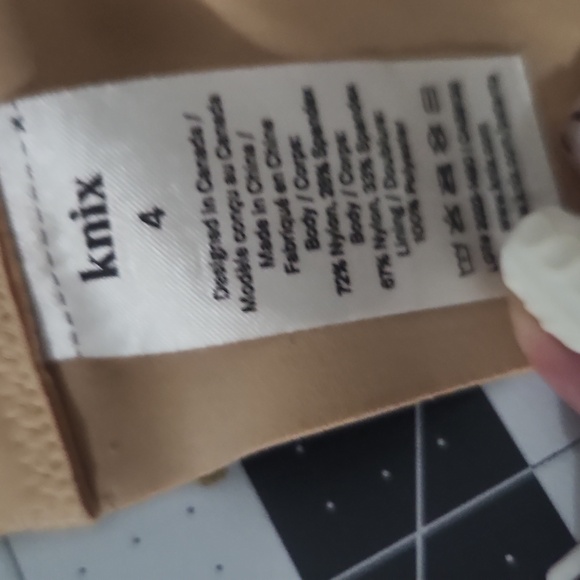 knix
4
Designed in Canada /
Modèle conçu au Canada
Made in China /
Fabriqué en Chine
Body / Corps:
72% Nylon, 28% Spandex
Body / Corps:
67% Nylon, 33% Spandex
Lining / Doublure:
100% Polyester